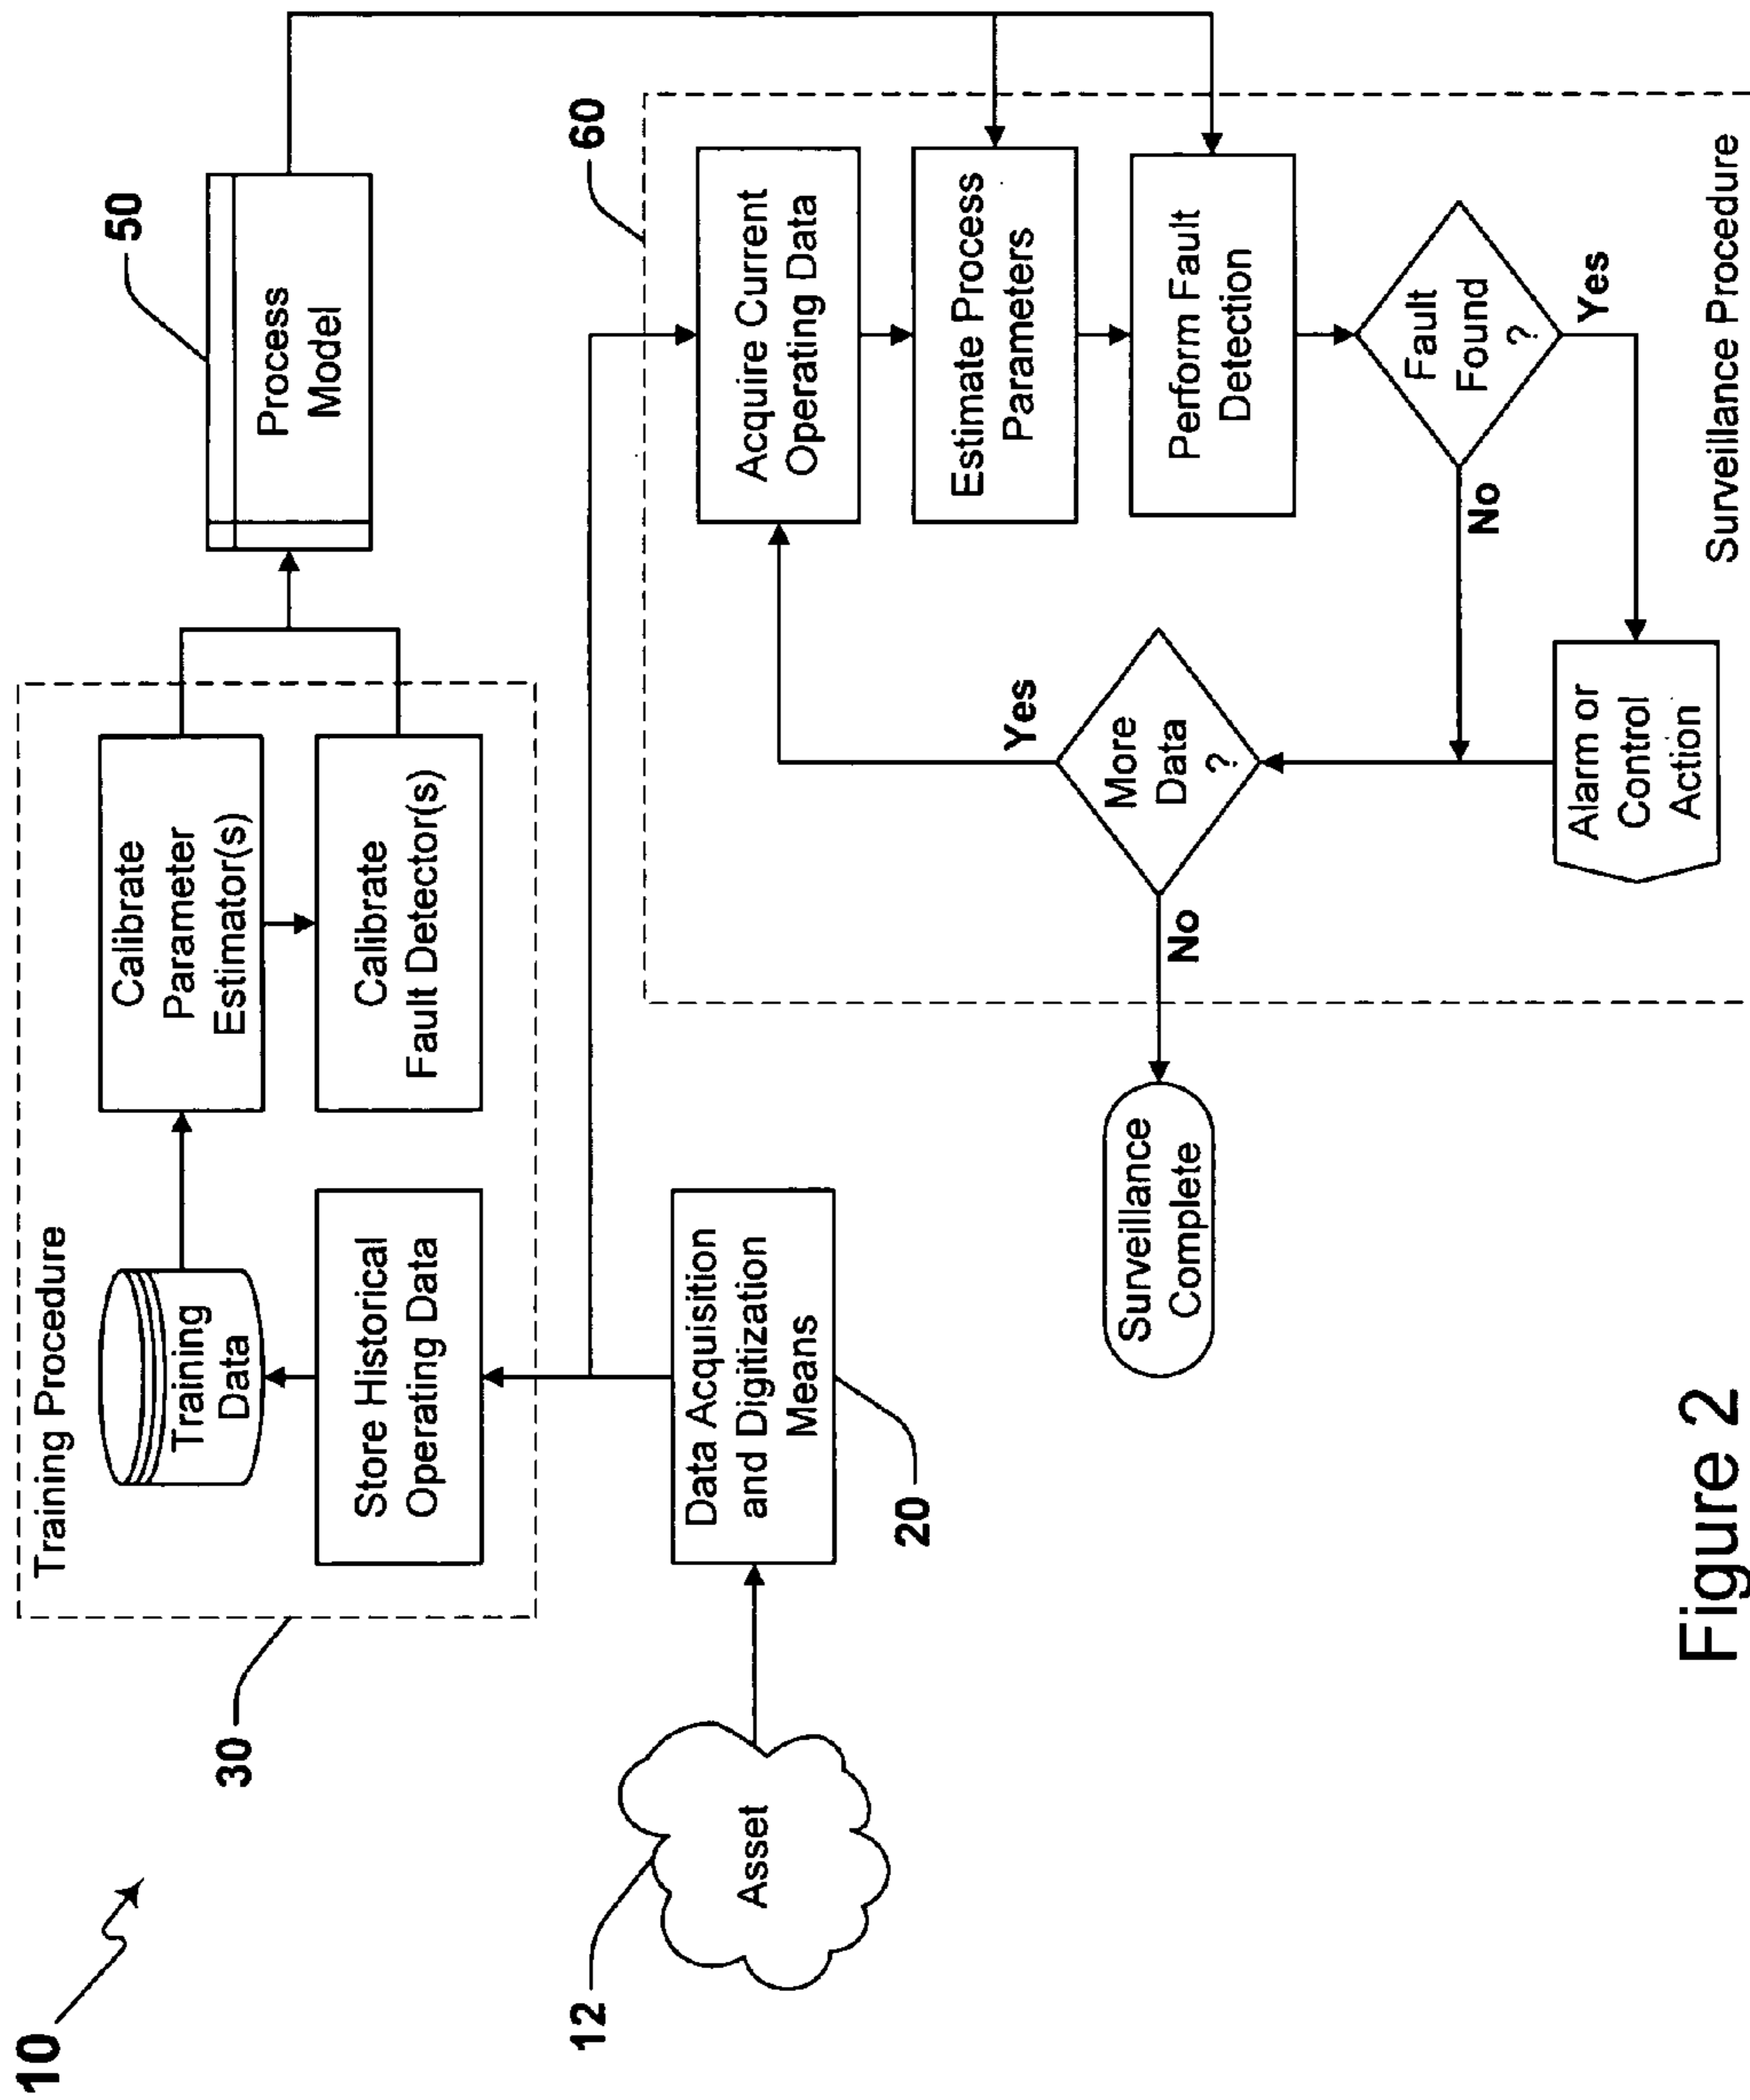 10
30
Training Procedure
Training
Data
Store Historical
Operating Data
Calibrate
Parameter
Estimator(s)
Calibrate
Fault Detector(s)
50
Process
Model
12
Asset
20
Data Acquisition
and Digitization
Means
60
Acquire Current
Operating Data
Estimate Process
Parameters
Perform Fault
Detection
Fault
Found
?
Yes
No
Alarm or
Control
Action
More
Data
?
Yes
No
Surveillance
Complete
Surveillance Procedure
Figure 2